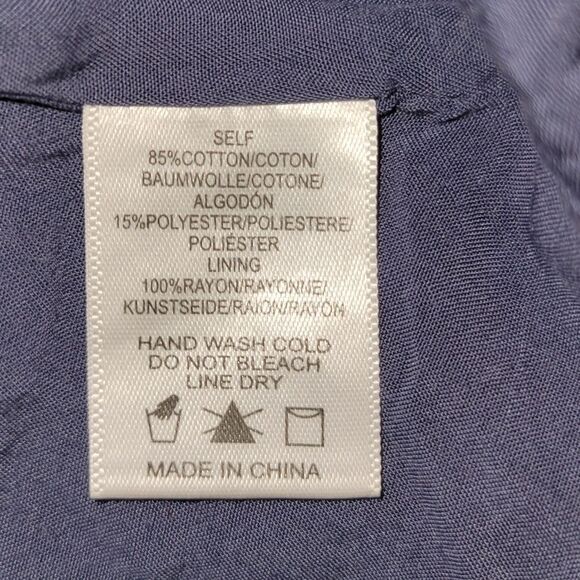 SELF
85%COTTON/COTON/
BAUMWOLLE/COTONE/
ALGODÓN
15%POLYESTER/POLIESTERE/
POLIÉSTER
LINING
100%RAYON/RAYONNE/
KUNSTSEIDE/RAION/RAYÓN
HAND WASH COLD
DO NOT BLEACH
LINE DRY
MADE IN CHINA